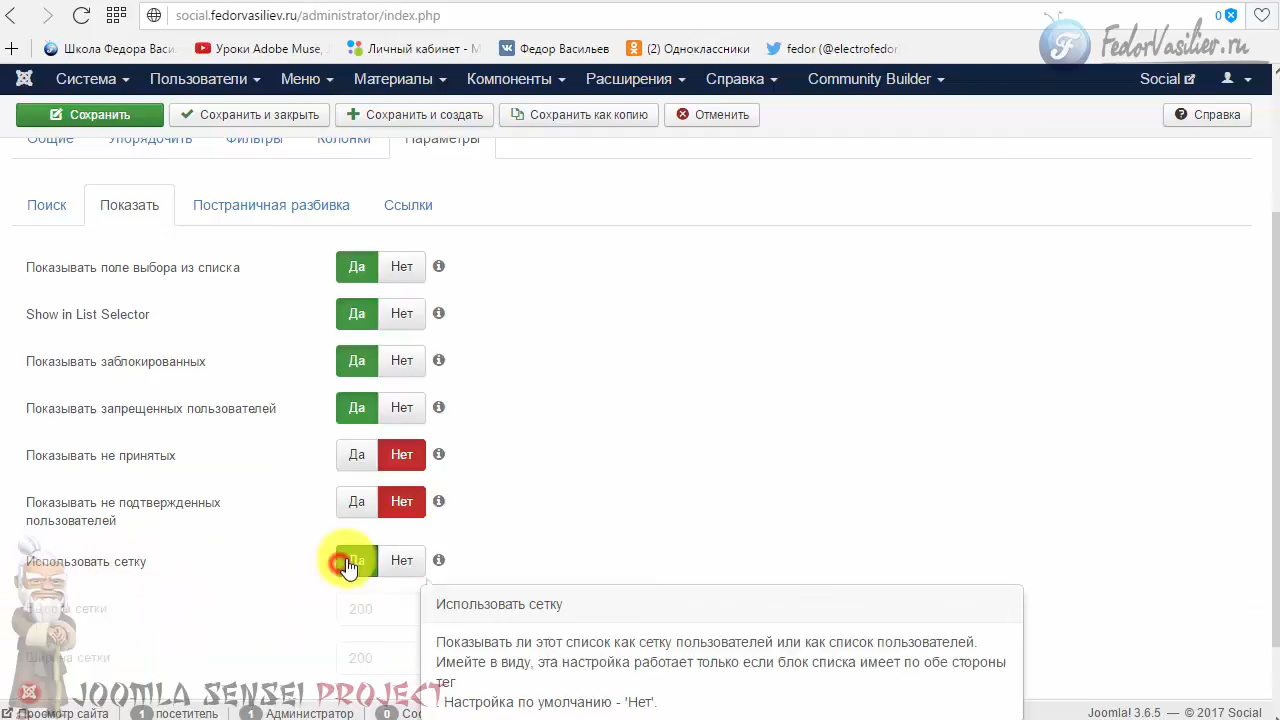 social.fedorvasiliev.ru/administrator/index.php
0
Школа Федора Васи
Уроки Adobe Muse,
Личный кабинет - М
Федор Васильев
(2) Одноклассники
fedor (@electrofedor
FedorVasiliev.ru
Система
Пользователи
Меню
Материалы
Компоненты
Расширения
Справка
Community Builder
Social
Сохранить
Сохранить и закрыть
Сохранить и создать
Сохранить как копию
Отменить
Справка
Общие
Упорядочить
Фильтры
Колонки
Параметры
Поиск
Показать
Постраничная разбивка
Ссылки
Показывать поле выбора из списка
Да
Нет
Show in List Selector
Да
Нет
Показывать заблокированных
Да
Нет
Показывать запрещенных пользователей
Да
Нет
Показывать не принятых
Да
Нет
Показывать не подтвержденных
пользователей
Да
Нет
Использовать сетку
Да
Нет
сетки
200
Ширина сетки
200
Использовать сетку
Показывать ли этот список как сетку пользователей или как список пользователей.
Имейте в виду, эта настройка работает только если блок списка имеет по обе стороны
тег
. Настройка по умолчанию - 'Нет'.
JOOMLA SENSEI PROJECT
Просмотр сайта
1 посетитель
1 Администратор
0
Joomla! 3.6.5 — © 2017 Social